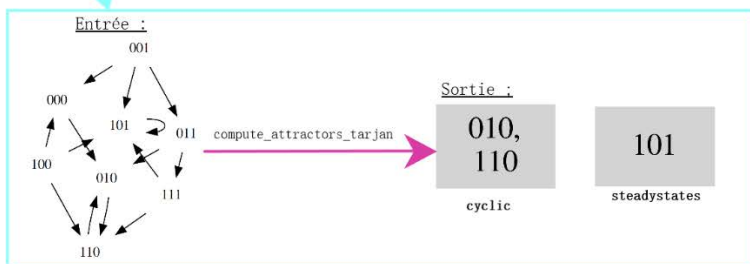 Entrée :
001
000
101
011
100
010
111
110
compute_attractors_tarjan
Sortie :
010,
110
cyclic
101
steadystates